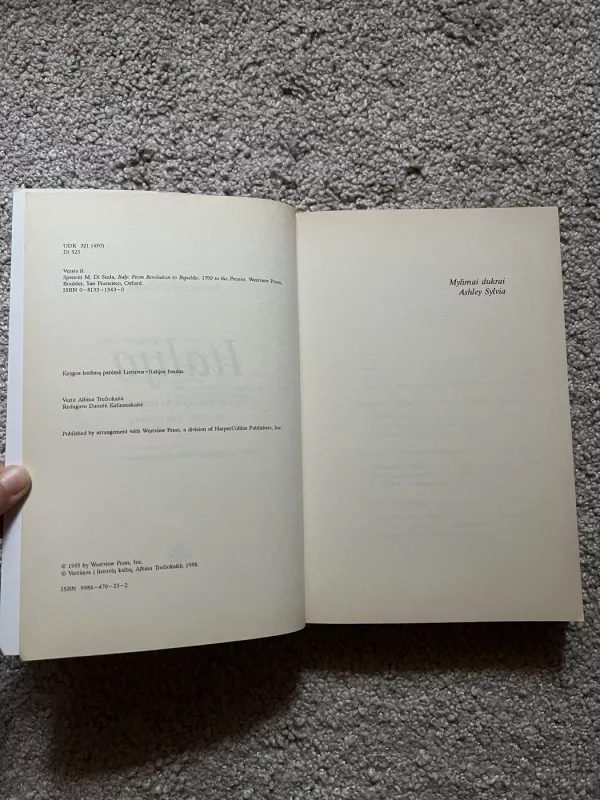 UDK 321 (450)
Di 525
Versta iš
Spencer M. Di Scala, Italy: From Revolution to Republic, 1700 to the Present. Westview Press,
Boulder, San Francisco, Oxford.
ISBN 0-8133-1343-0
Italija
Knygos leidimą parėmė Lietuvos-Italijos fondas
Vertė Albina Tručiokaitė
Redagavo Danutė Kalinauskaitė
Published by arrangement with Westview Press, a division of HarperCollins Publishers, Inc.
© 1995 by Westview Press, Inc.
© Vertimas į lietuvių kalbą, Albina Tručiokaitė, 1998
ISBN 9986-476-23-2
Mylimai dukrai
Ashley Sylvia